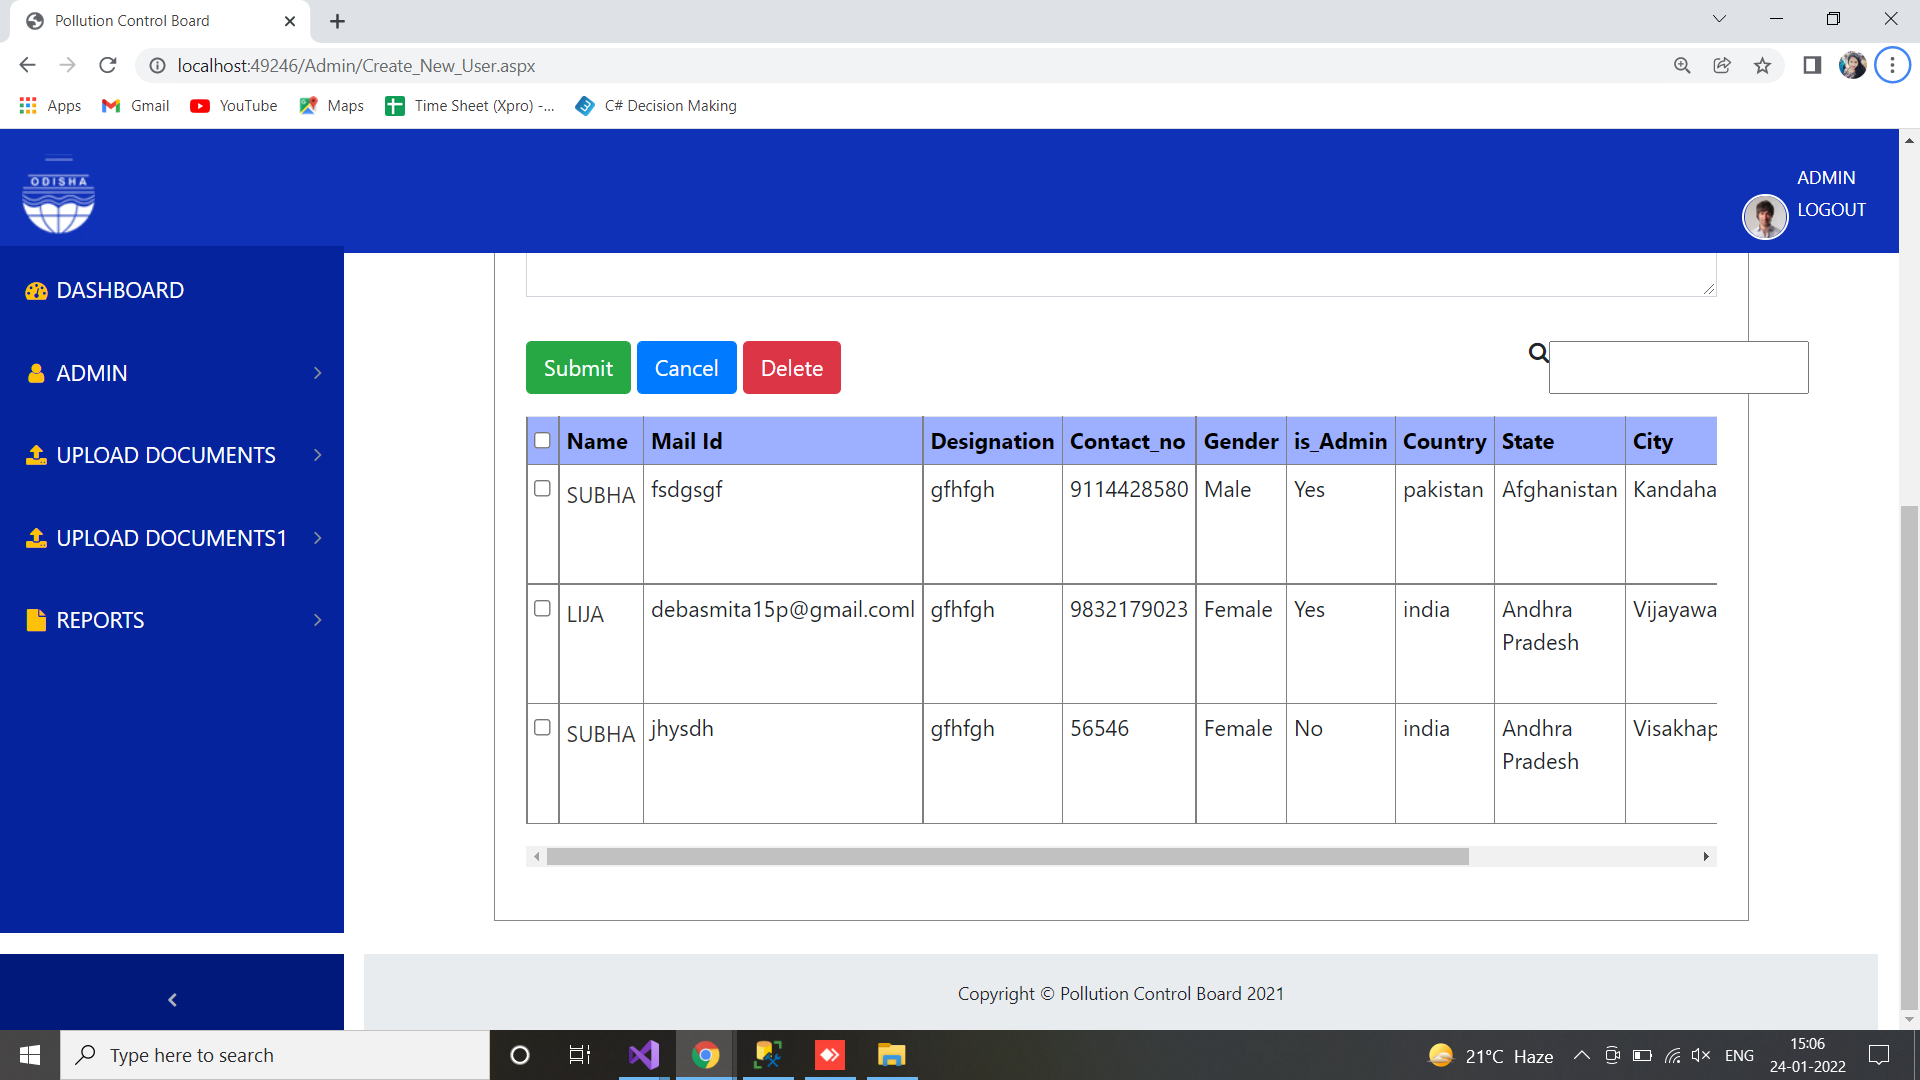 Pollution Control Board
localhost:49246/Admin/Create_New_User.aspx
Apps Gmail YouTube Maps Time Sheet (Xpro) -... C# Decision Making
ODISHA
ADMIN
LOGOUT
DASHBOARD
ADMIN
UPLOAD DOCUMENTS
UPLOAD DOCUMENTS1
REPORTS
Submit Cancel Delete
Name Mail Id Designation Contact_no Gender is_Admin Country State City
SUBHA fsdgsgf gfhfgh 9114428580 Male Yes pakistan Afghanistan Kandaha
LIJA debasmita15p@gmail.coml gfhfgh 9832179023 Female Yes india Andhra Vijayawa
Pradesh
SUBHA jhysdh gfhfgh 56546 Female No india Andhra Visakhap
Pradesh
Copyright © Pollution Control Board 2021
Type here to search
21°C Haze
ENG
15:06
24-01-2022